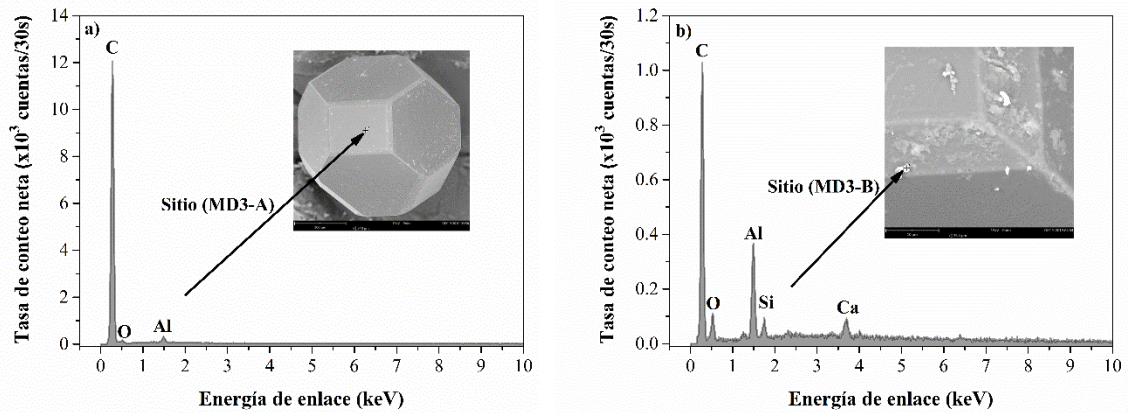 a)
C
Sitio (MD3-A)
O
Al
14
12
10
8
6
4
2
0
0 1 2 3 4 5 6 7 8 9 10
Tasa de conteo neta (x10³ cuentas/30s)
Energía de enlace (keV)
b)
C
Sitio (MD3-B)
Al
O
Si
Ca
1.2
1.0
0.8
0.6
0.4
0.2
0.0
0 1 2 3 4 5 6 7 8 9 10
Tasa de conteo neta (x10³ cuentas/30s)
Energía de enlace (keV)